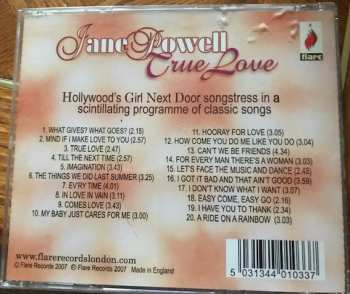 Jane Powell
True Love
flare
Hollywood's Girl Next Door songstress in a
scintillating programme of classic songs
1. WHAT GIVES? WHAT GOES? (2.15)
2. MIND IF I MAKE LOVE TO YOU (2.57)
3. TRUE LOVE (2.47)
4. TILL THE NEXT TIME (2.57)
5. IMAGINATION (3.43)
6. THE THINGS WE DID LAST SUMMER (3.25)
7. EV'RY TIME (4.01)
8. IN LOVE IN VAIN (3.11)
9. COMES LOVE (3.43)
10. MY BABY JUST CARES FOR ME (3.00)
11. HOORAY FOR LOVE (3.05)
12. HOW COME YOU DO ME LIKE YOU DO (3.04)
13. CAN'T WE BE FRIENDS (4.34)
14. FOR EVERY MAN THERE'S A WOMAN (3.03)
15. LET'S FACE THE MUSIC AND DANCE (2.48)
16. I GOT IT BAD AND THAT AIN'T GOOD (3.59)
17. I DON'T KNOW WHAT I WANT (3.07)
18. EASY COME, EASY GO (2.16)
19. I HAVE YOU TO THANK (2.34)
20. A RIDE ON A RAINBOW (3.03)
www.flarerecordslondon.com
℗ Flare Records 2007 © Flare Records 2007 Made in England
5 031344 010337